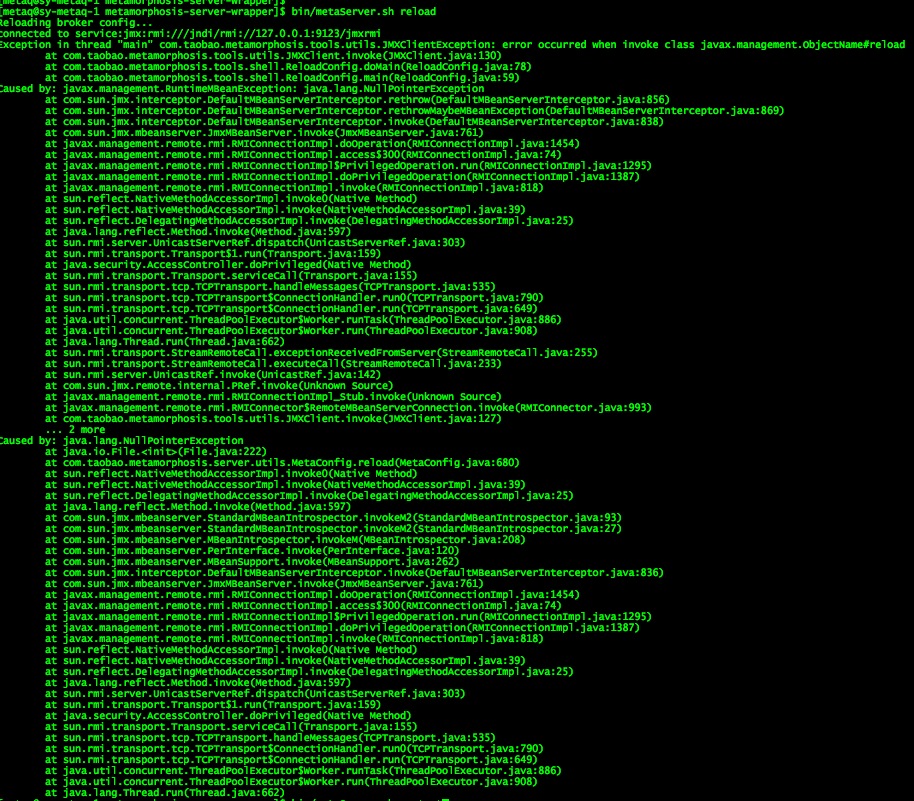 [metaq@sy-metaq-1 metamorphosis-server-wrapper]$
[metaq@sy-metaq-1 metamorphosis-server-wrapper]$ bin/metaServer.sh reload
Reloading broker config...
connected to service:jmx:rmi:///jndi/rmi://127.0.0.1:9123/jmxrmi
Exception in thread "main" com.taobao.metamorphosis.tools.utils.JMXClientException: error occurred when invoke class javax.management.ObjectName#reload
at com.taobao.metamorphosis.tools.utils.JMXClient.invoke(JMXClient.java:130)
at com.taobao.metamorphosis.tools.shell.ReloadConfig.doMain(ReloadConfig.java:78)
at com.taobao.metamorphosis.tools.shell.ReloadConfig.main(ReloadConfig.java:59)
Caused by: javax.management.RuntimeMBeanException: java.lang.NullPointerException
at com.sun.jmx.interceptor.DefaultMBeanServerInterceptor.rethrow(DefaultMBeanServerInterceptor.java:856)
at com.sun.jmx.interceptor.DefaultMBeanServerInterceptor.rethrowMaybeMBeanException(DefaultMBeanServerInterceptor.java:869)
at com.sun.jmx.interceptor.DefaultMBeanServerInterceptor.invoke(DefaultMBeanServerInterceptor.java:838)
at com.sun.jmx.mbeanserver.JmxMBeanServer.invoke(JmxMBeanServer.java:761)
at javax.management.remote.rmi.RMIConnectionImpl.doOperation(RMIConnectionImpl.java:1454)
at javax.management.remote.rmi.RMIConnectionImpl.access$300(RMIConnectionImpl.java:74)
at javax.management.remote.rmi.RMIConnectionImpl$PrivilegedOperation.run(RMIConnectionImpl.java:1295)
at javax.management.remote.rmi.RMIConnectionImpl.doPrivilegedOperation(RMIConnectionImpl.java:1387)
at javax.management.remote.rmi.RMIConnectionImpl.invoke(RMIConnectionImpl.java:818)
at sun.reflect.NativeMethodAccessorImpl.invoke0(Native Method)
at sun.reflect.NativeMethodAccessorImpl.invoke(NativeMethodAccessorImpl.java:39)
at sun.reflect.DelegatingMethodAccessorImpl.invoke(DelegatingMethodAccessorImpl.java:25)
at java.lang.reflect.Method.invoke(Method.java:597)
at sun.rmi.server.UnicastServerRef.dispatch(UnicastServerRef.java:303)
at sun.rmi.transport.Transport$1.run(Transport.java:159)
at java.security.AccessController.doPrivileged(Native Method)
at sun.rmi.transport.Transport.serviceCall(Transport.java:155)
at sun.rmi.transport.tcp.TCPTransport.handleMessages(TCPTransport.java:535)
at sun.rmi.transport.tcp.TCPTransport$ConnectionHandler.run0(TCPTransport.java:790)
at sun.rmi.transport.tcp.TCPTransport$ConnectionHandler.run(TCPTransport.java:649)
at java.util.concurrent.ThreadPoolExecutor$Worker.runTask(ThreadPoolExecutor.java:886)
at java.util.concurrent.ThreadPoolExecutor$Worker.run(ThreadPoolExecutor.java:908)
at java.lang.Thread.run(Thread.java:662)
at sun.rmi.transport.StreamRemoteCall.exceptionReceivedFromServer(StreamRemoteCall.java:255)
at sun.rmi.transport.StreamRemoteCall.executeCall(StreamRemoteCall.java:233)
at sun.rmi.server.UnicastRef.invoke(UnicastRef.java:142)
at com.sun.jmx.remote.internal.PRef.invoke(Unknown Source)
at javax.management.remote.rmi.RMIConnectionImpl_Stub.invoke(Unknown Source)
at javax.management.remote.rmi.RMIConnector$RemoteMBeanServerConnection.invoke(RMIConnector.java:993)
at com.taobao.metamorphosis.tools.utils.JMXClient.invoke(JMXClient.java:127)
... 2 more
Caused by: java.lang.NullPointerException
at java.io.File.<init>(File.java:222)
at com.taobao.metamorphosis.server.utils.MetaConfig.reload(MetaConfig.java:680)
at sun.reflect.NativeMethodAccessorImpl.invoke0(Native Method)
at sun.reflect.NativeMethodAccessorImpl.invoke(NativeMethodAccessorImpl.java:39)
at sun.reflect.DelegatingMethodAccessorImpl.invoke(DelegatingMethodAccessorImpl.java:25)
at java.lang.reflect.Method.invoke(Method.java:597)
at com.sun.jmx.mbeanserver.StandardMBeanIntrospector.invokeM2(StandardMBeanIntrospector.java:93)
at com.sun.jmx.mbeanserver.StandardMBeanIntrospector.invokeM2(StandardMBeanIntrospector.java:27)
at com.sun.jmx.mbeanserver.MBeanIntrospector.invokeM(MBeanIntrospector.java:208)
at com.sun.jmx.mbeanserver.PerInterface.invoke(PerInterface.java:120)
at com.sun.jmx.mbeanserver.MBeanSupport.invoke(MBeanSupport.java:262)
at com.sun.jmx.interceptor.DefaultMBeanServerInterceptor.invoke(DefaultMBeanServerInterceptor.java:836)
at com.sun.jmx.mbeanserver.JmxMBeanServer.invoke(JmxMBeanServer.java:761)
at javax.management.remote.rmi.RMIConnectionImpl.doOperation(RMIConnectionImpl.java:1454)
at javax.management.remote.rmi.RMIConnectionImpl.access$300(RMIConnectionImpl.java:74)
at javax.management.remote.rmi.RMIConnectionImpl$PrivilegedOperation.run(RMIConnectionImpl.java:1295)
at javax.management.remote.rmi.RMIConnectionImpl.doPrivilegedOperation(RMIConnectionImpl.java:1387)
at javax.management.remote.rmi.RMIConnectionImpl.invoke(RMIConnectionImpl.java:818)
at sun.reflect.NativeMethodAccessorImpl.invoke0(Native Method)
at sun.reflect.NativeMethodAccessorImpl.invoke(NativeMethodAccessorImpl.java:39)
at sun.reflect.DelegatingMethodAccessorImpl.invoke(DelegatingMethodAccessorImpl.java:25)
at java.lang.reflect.Method.invoke(Method.java:597)
at sun.rmi.server.UnicastServerRef.dispatch(UnicastServerRef.java:303)
at sun.rmi.transport.Transport$1.run(Transport.java:159)
at java.security.AccessController.doPrivileged(Native Method)
at sun.rmi.transport.Transport.serviceCall(Transport.java:155)
at sun.rmi.transport.tcp.TCPTransport.handleMessages(TCPTransport.java:535)
at sun.rmi.transport.tcp.TCPTransport$ConnectionHandler.run0(TCPTransport.java:790)
at sun.rmi.transport.tcp.TCPTransport$ConnectionHandler.run(TCPTransport.java:649)
at java.util.concurrent.ThreadPoolExecutor$Worker.runTask(ThreadPoolExecutor.java:886)
at java.util.concurrent.ThreadPoolExecutor$Worker.run(ThreadPoolExecutor.java:908)
at java.lang.Thread.run(Thread.java:662)